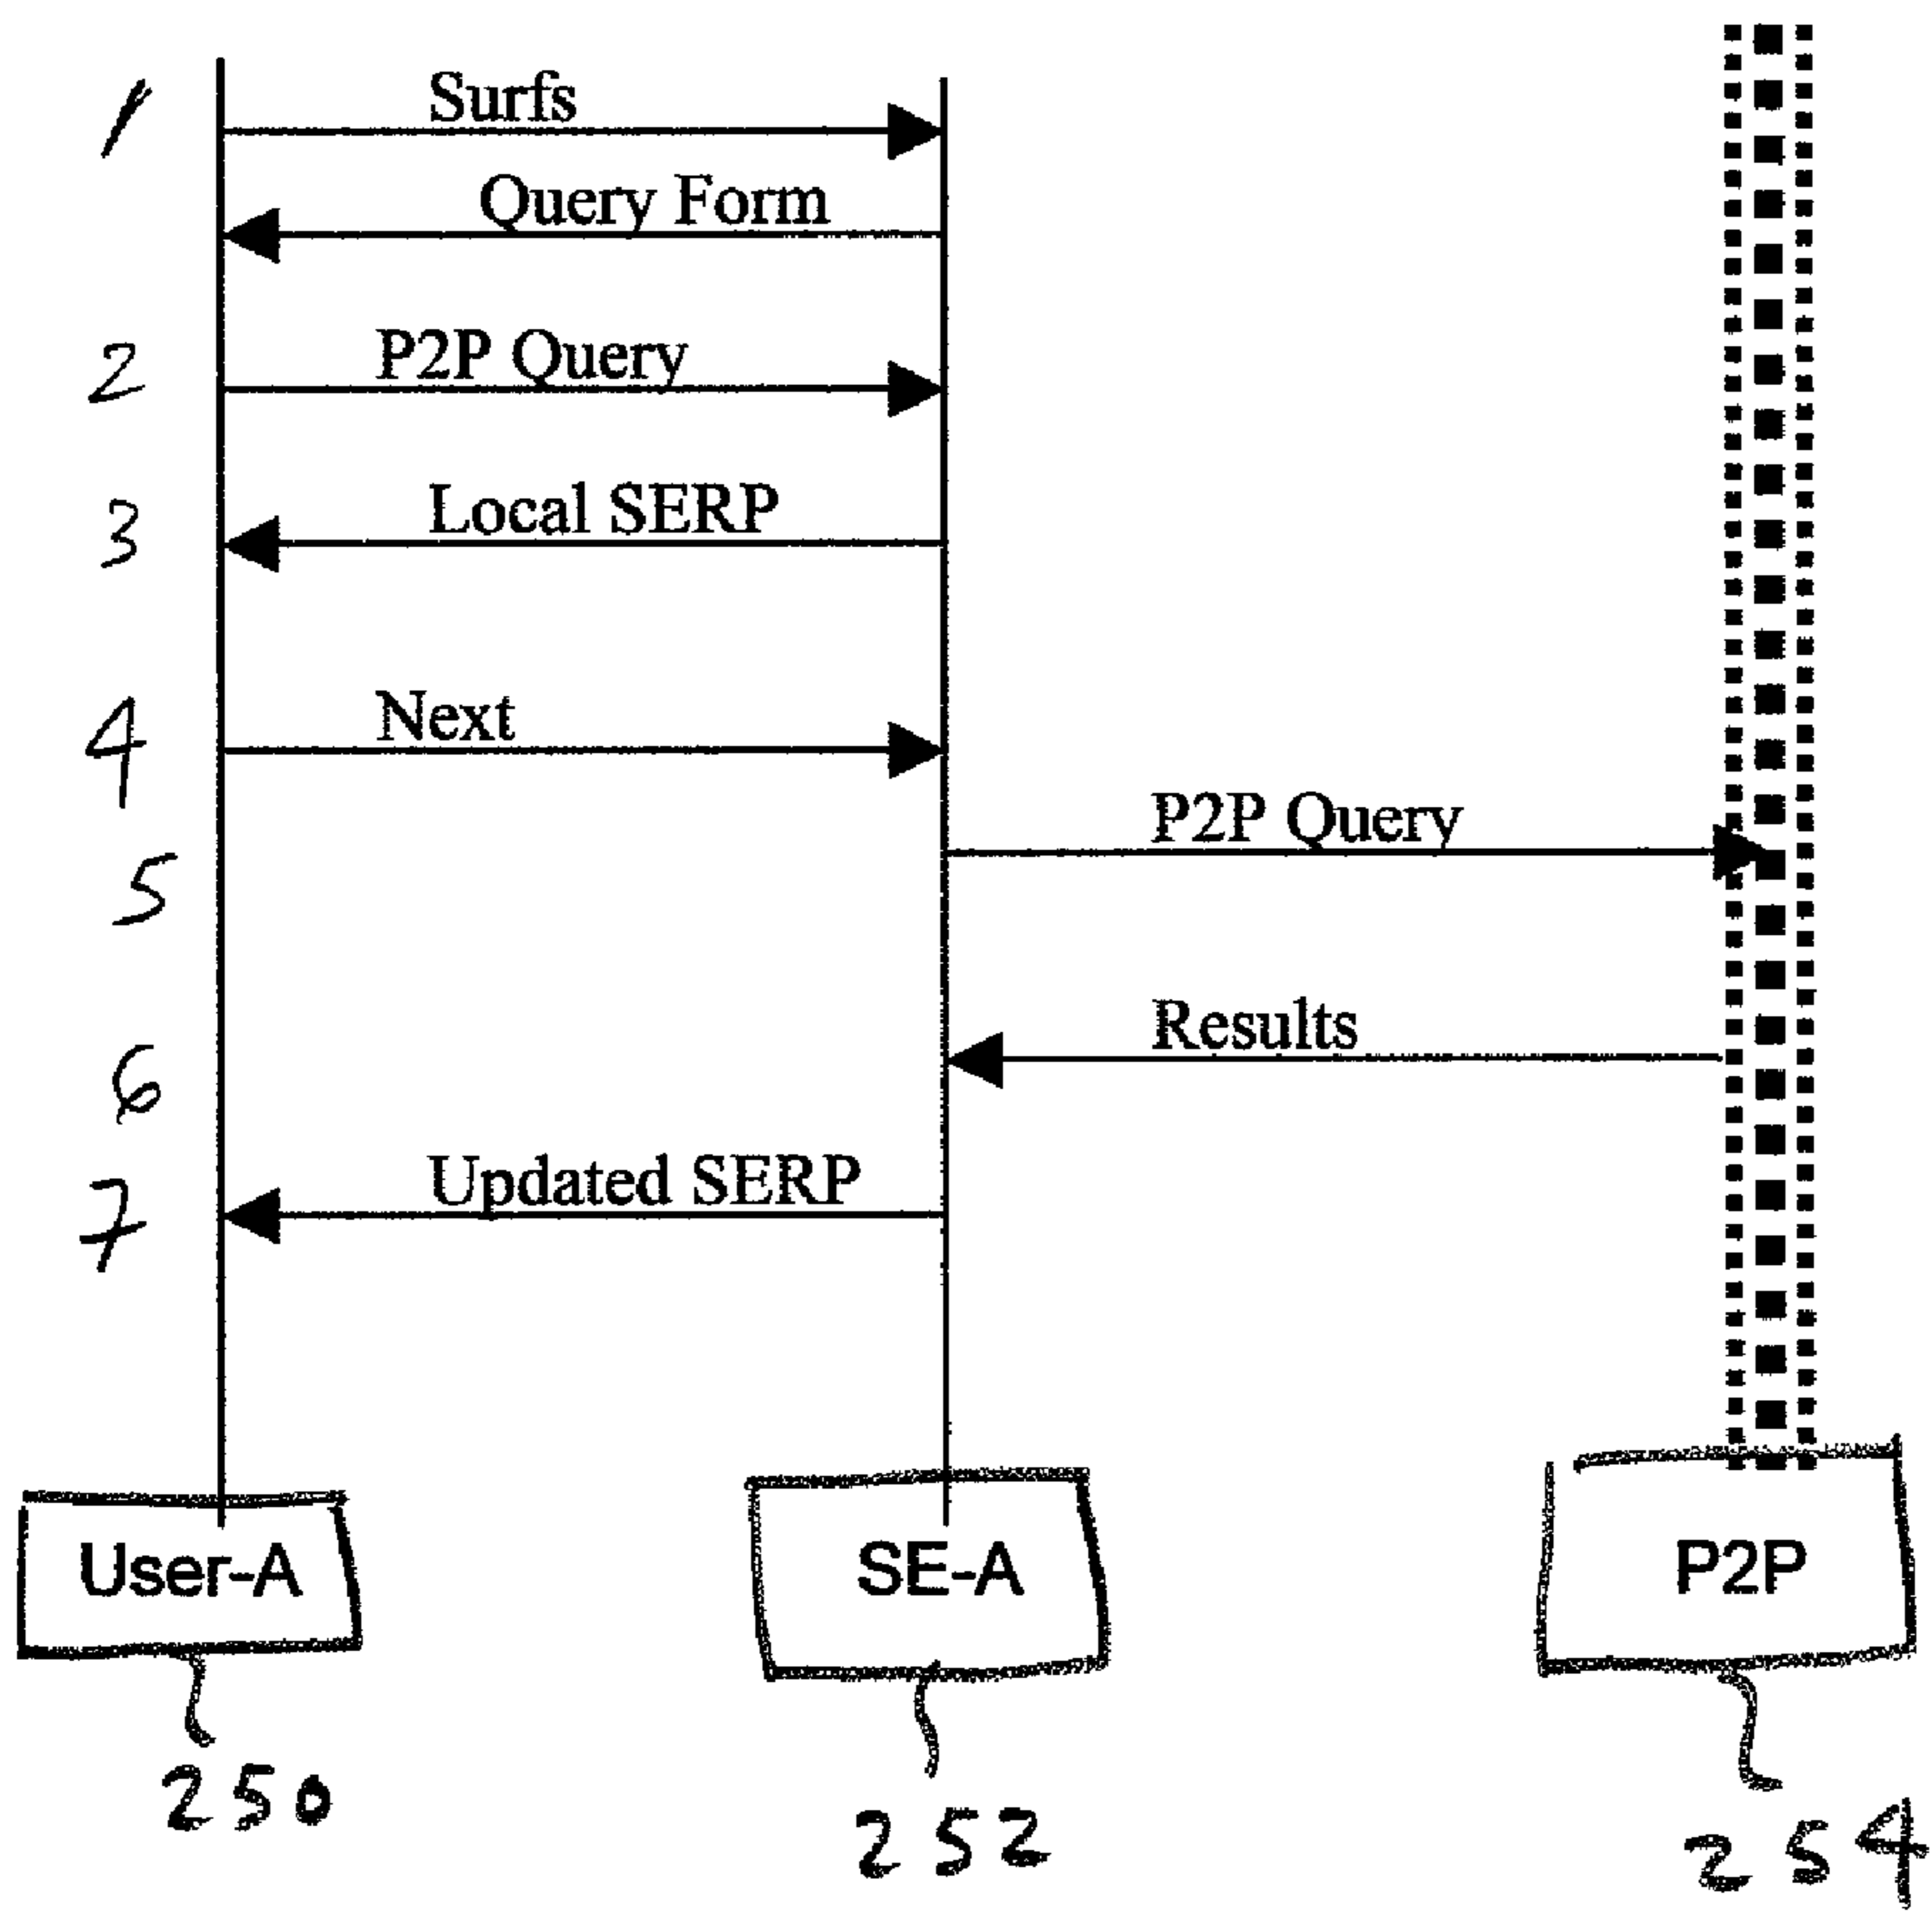 1
Surfs
Query Form
2
P2P Query
3
Local SERP
4
Next
P2P Query
5
Results
6
Updated SERP
7
User-A
SE-A
P2P
250
252
254